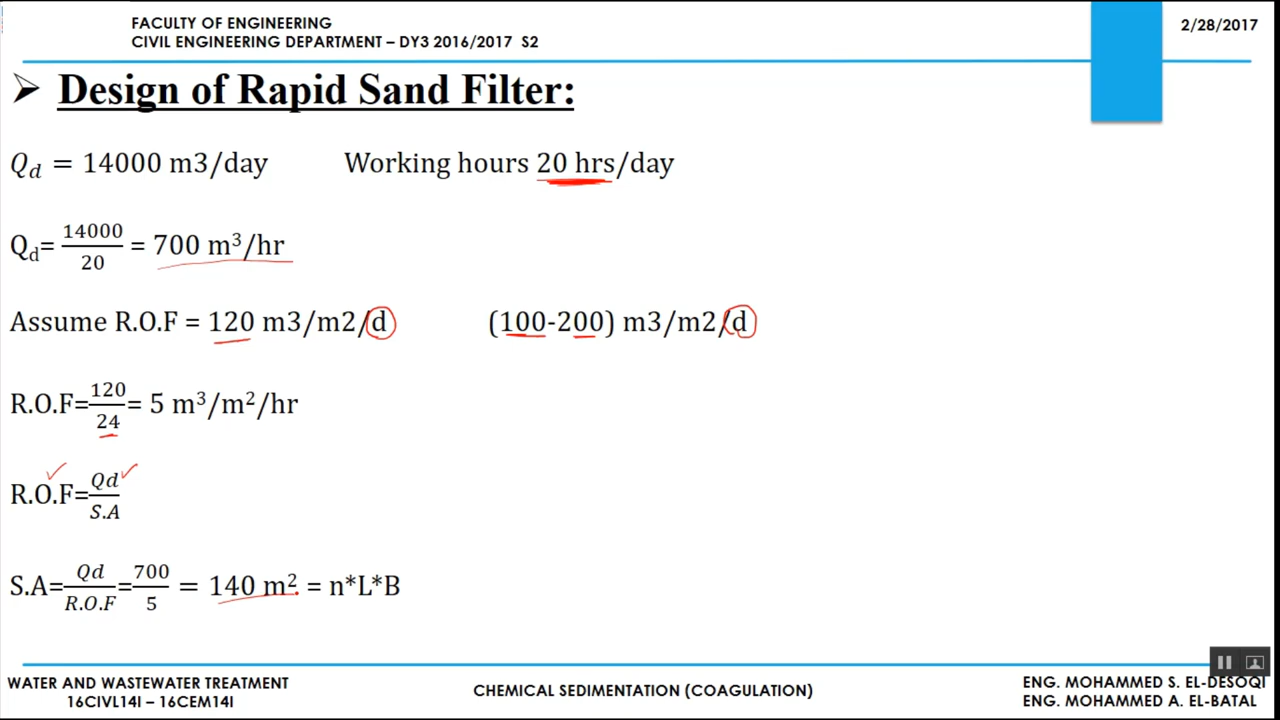 FACULTY OF ENGINEERING
CIVIL ENGINEERING DEPARTMENT – DY3 2016/2017 S2
2/28/2017
➢ Design of Rapid Sand Filter:
Qd = 14000 m3/day Working hours 20 hrs/day
Qd= 14000/20 = 700 m³/hr
Assume R.O.F = 120 m3/m2/d (100-200) m3/m2/d
R.O.F=120/24= 5 m³/m²/hr
R.O.F=Qd/S.A
S.A=Qd/R.O.F=700/5 = 140 m². = n*L*B
WATER AND WASTEWATER TREATMENT
16CIVL14I – 16CEM14I
CHEMICAL SEDIMENTATION (COAGULATION)
ENG. MOHAMMED S. EL-DESOQI
ENG. MOHAMMED A. EL-BATAL